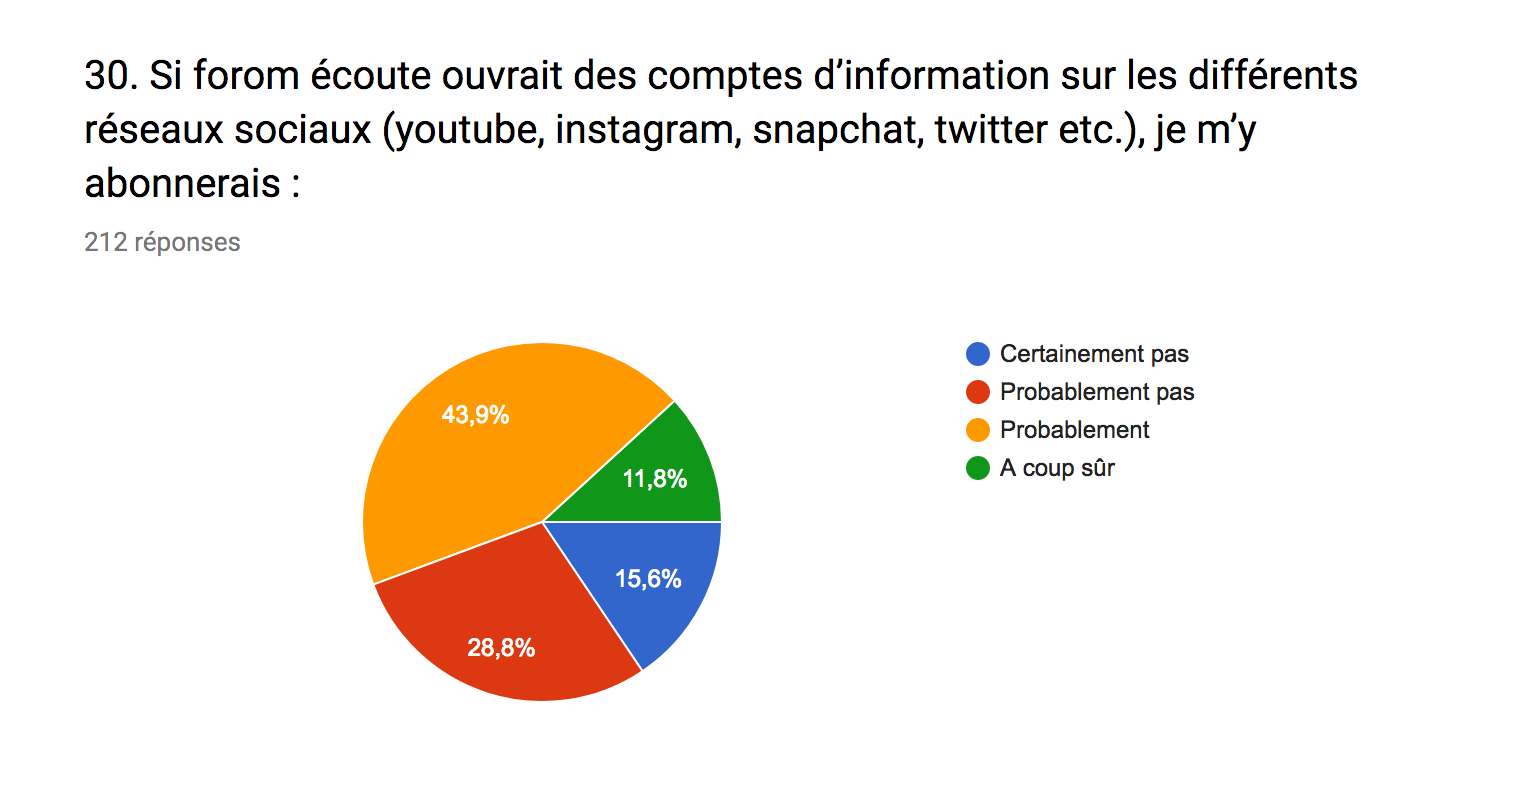 30. Si forom écoute ouvrait des comptes d’information sur les différents
réseaux sociaux (youtube, instagram, snapchat, twitter etc.), je m’y
abonnerais :
212 réponses
Certainement pas
Probablement pas
Probablement
A coup sûr
43,9%
11,8%
15,6%
28,8%